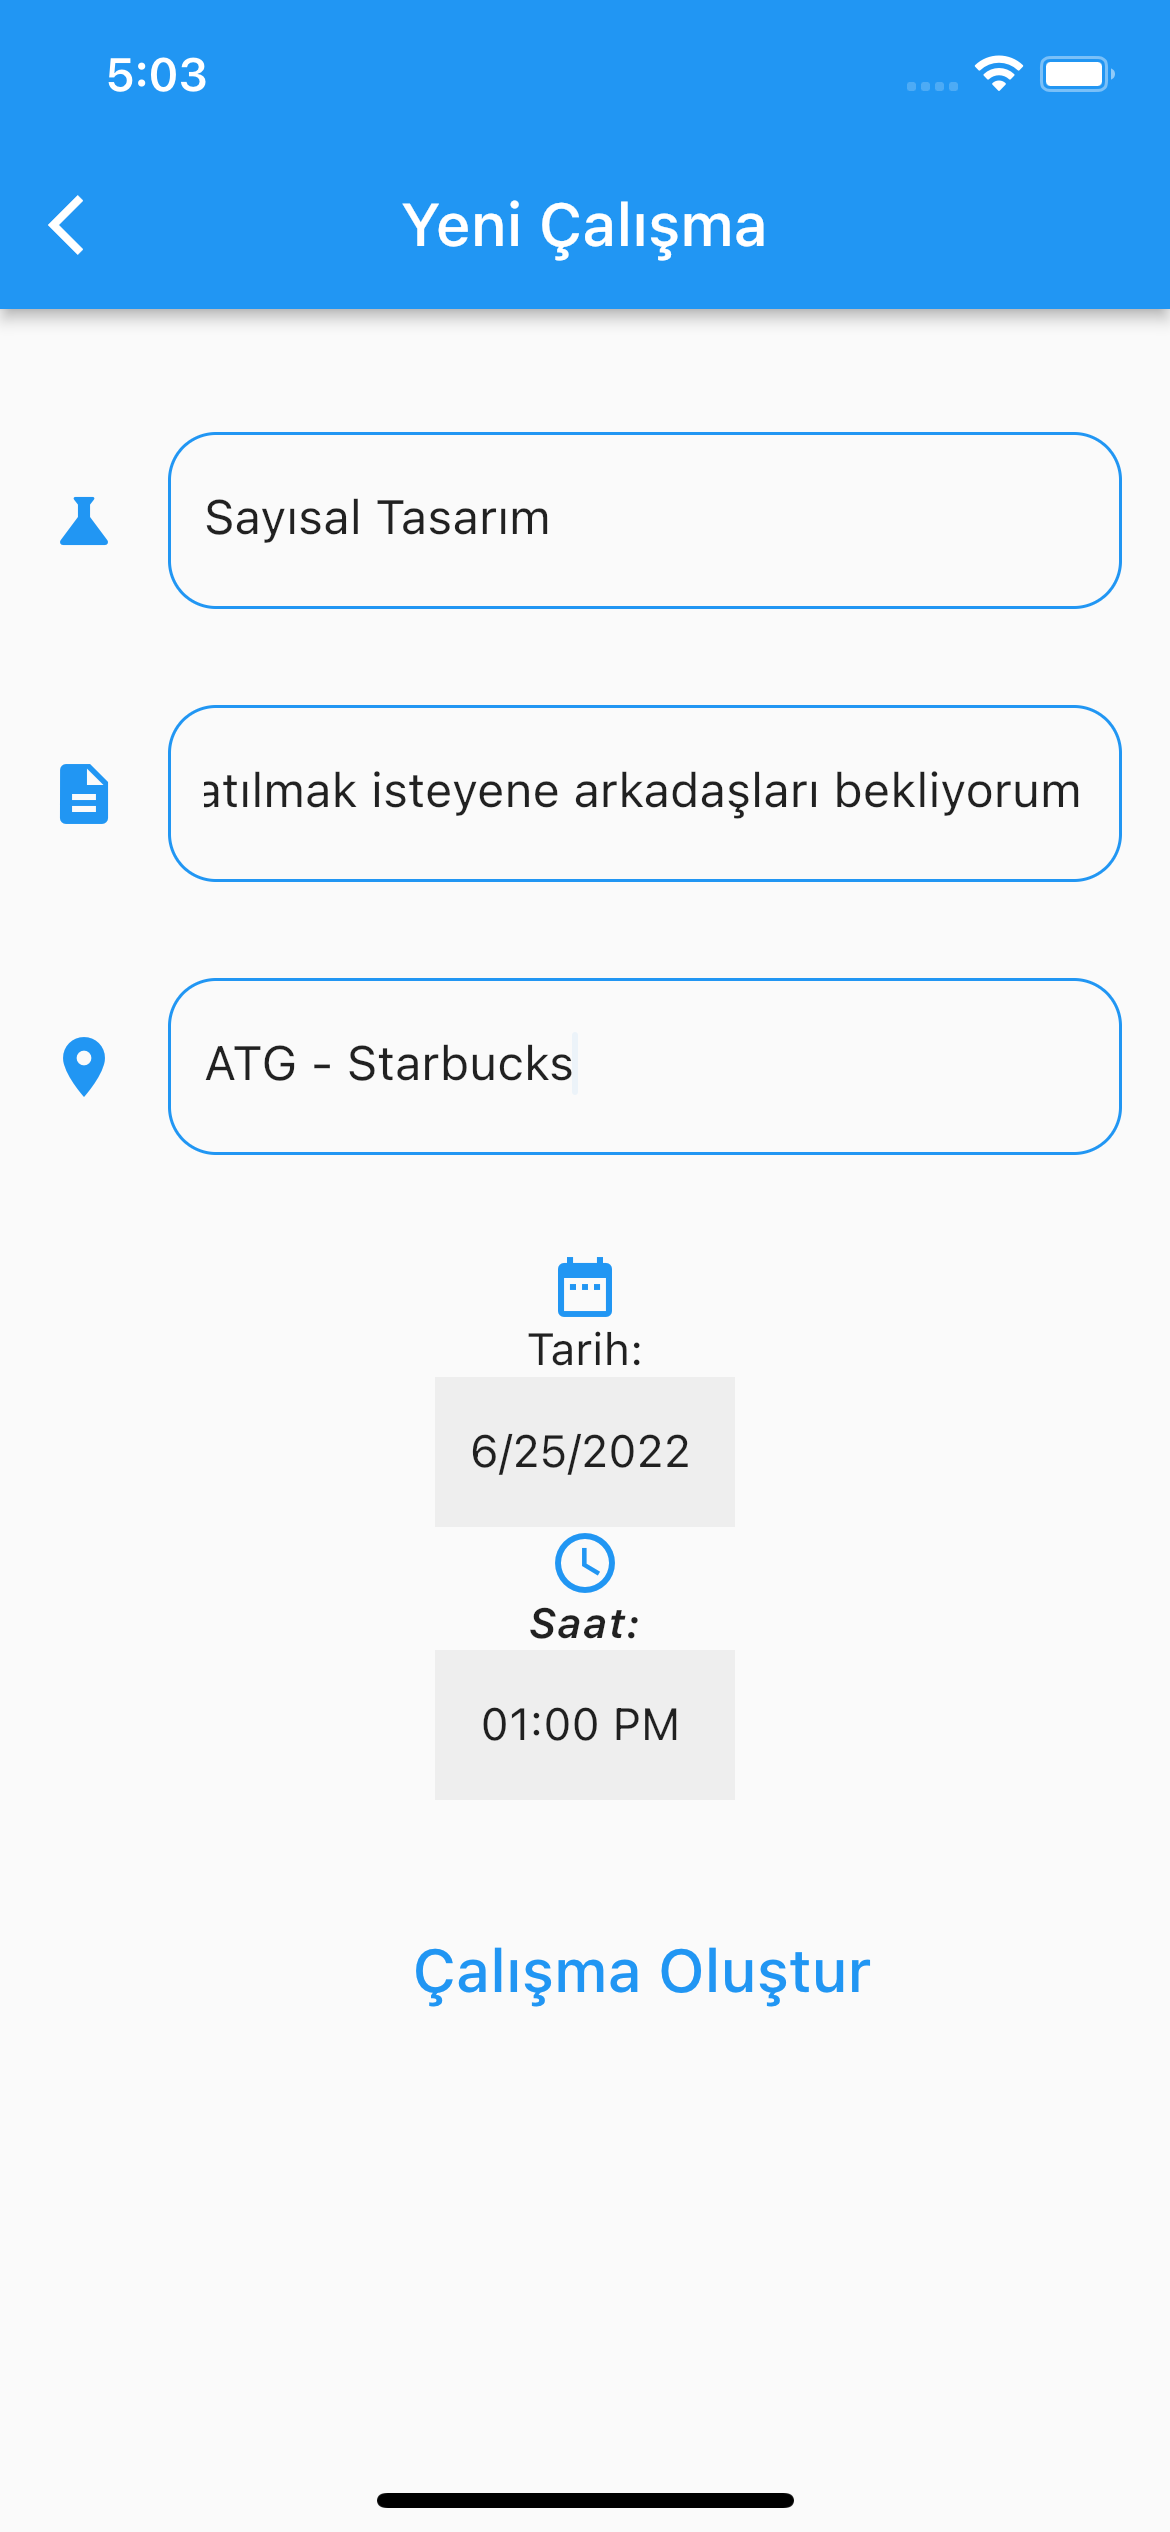 5:03
Yeni Çalışma
Sayısal Tasarım
atılmak isteyene arkadaşları bekliyorum
ATG - Starbucks
Tarih:
6/25/2022
Saat:
01:00 PM
Çalışma Oluştur